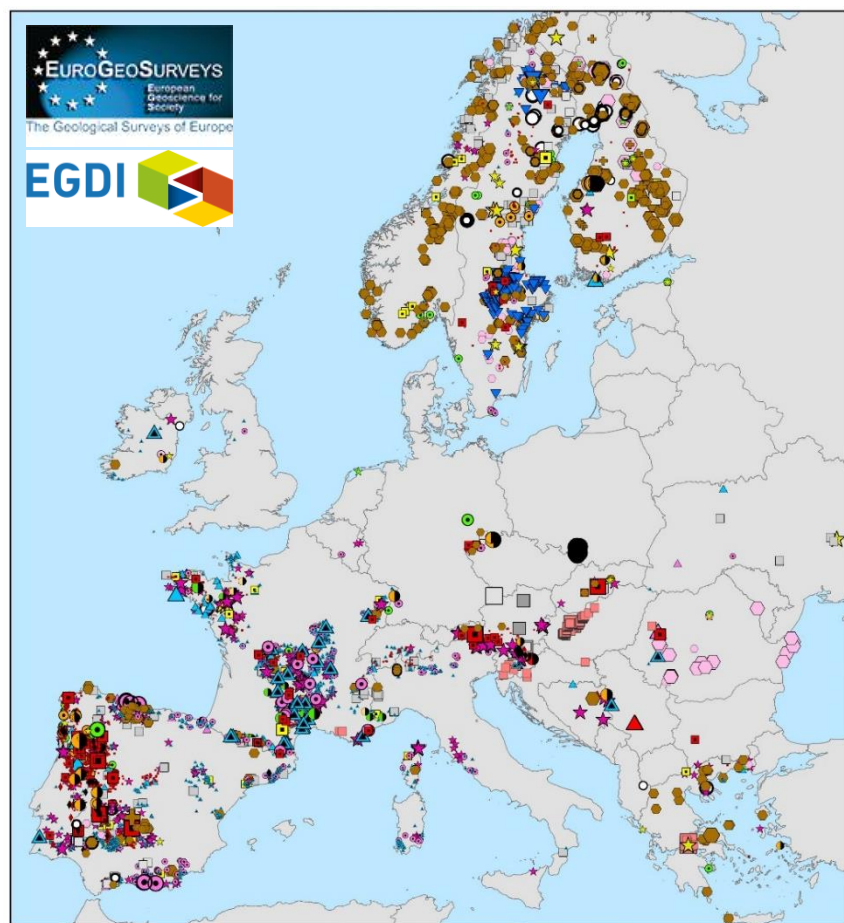 EUROGEOSURVEYS
European
Geoscience for
Society
The Geological Surveys of Europe
EGDI